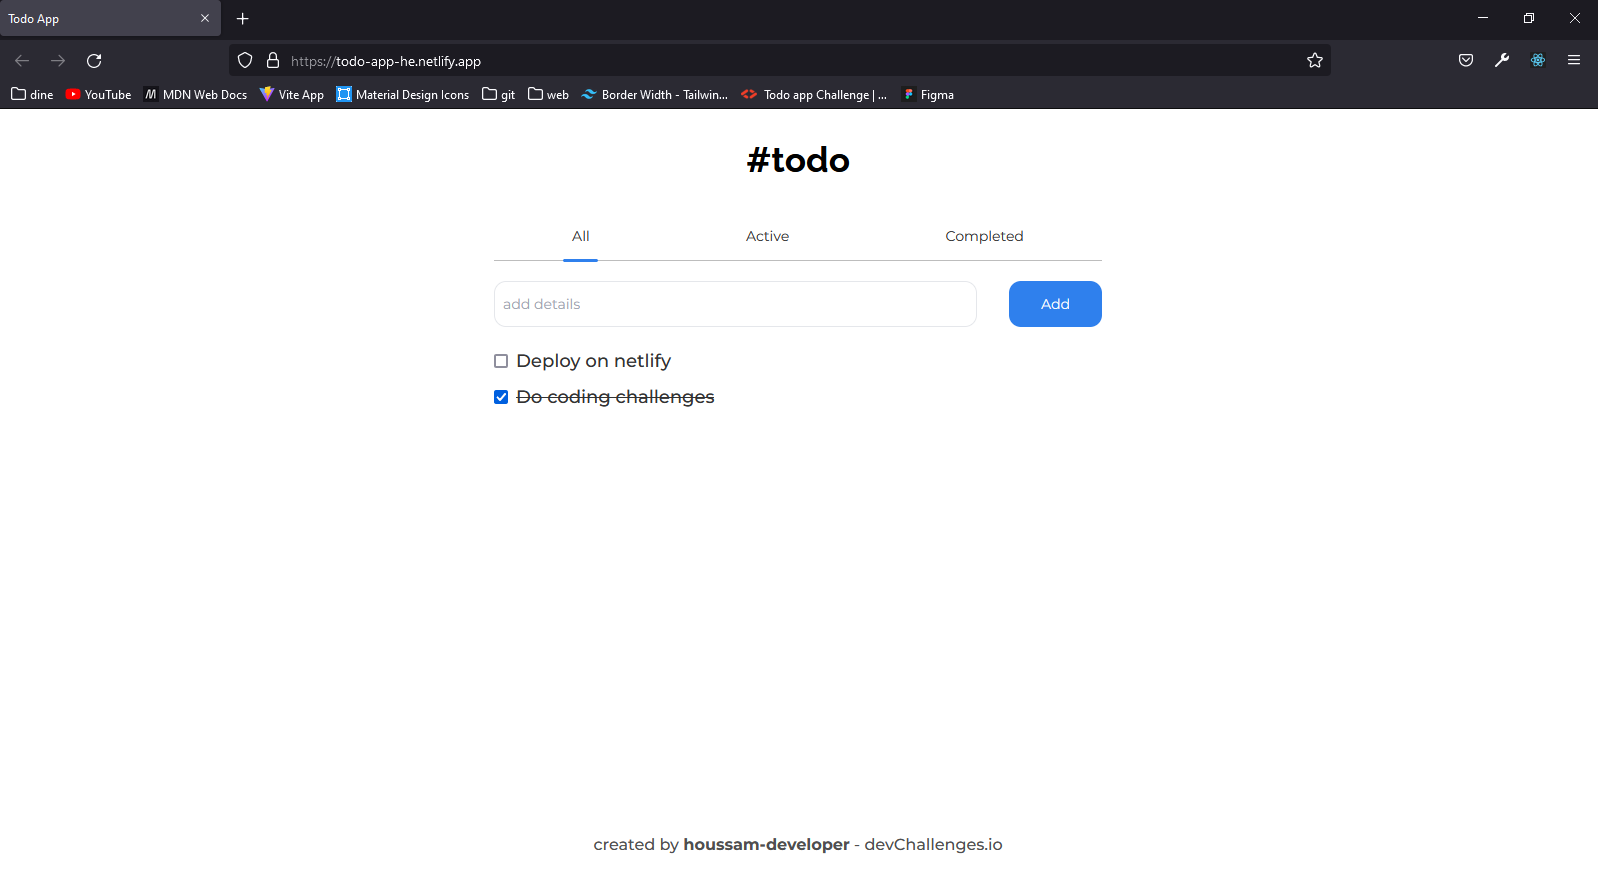 Todo App
https://todo-app-he.netlify.app
dine YouTube MDN Web Docs Vite App Material Design Icons git web Border Width - Tailwin... Todo app Challenge | ... Figma
#todo
All Active Completed
add details Add
Deploy on netlify
Do coding challenges
created by houssam-developer - devChallenges.io